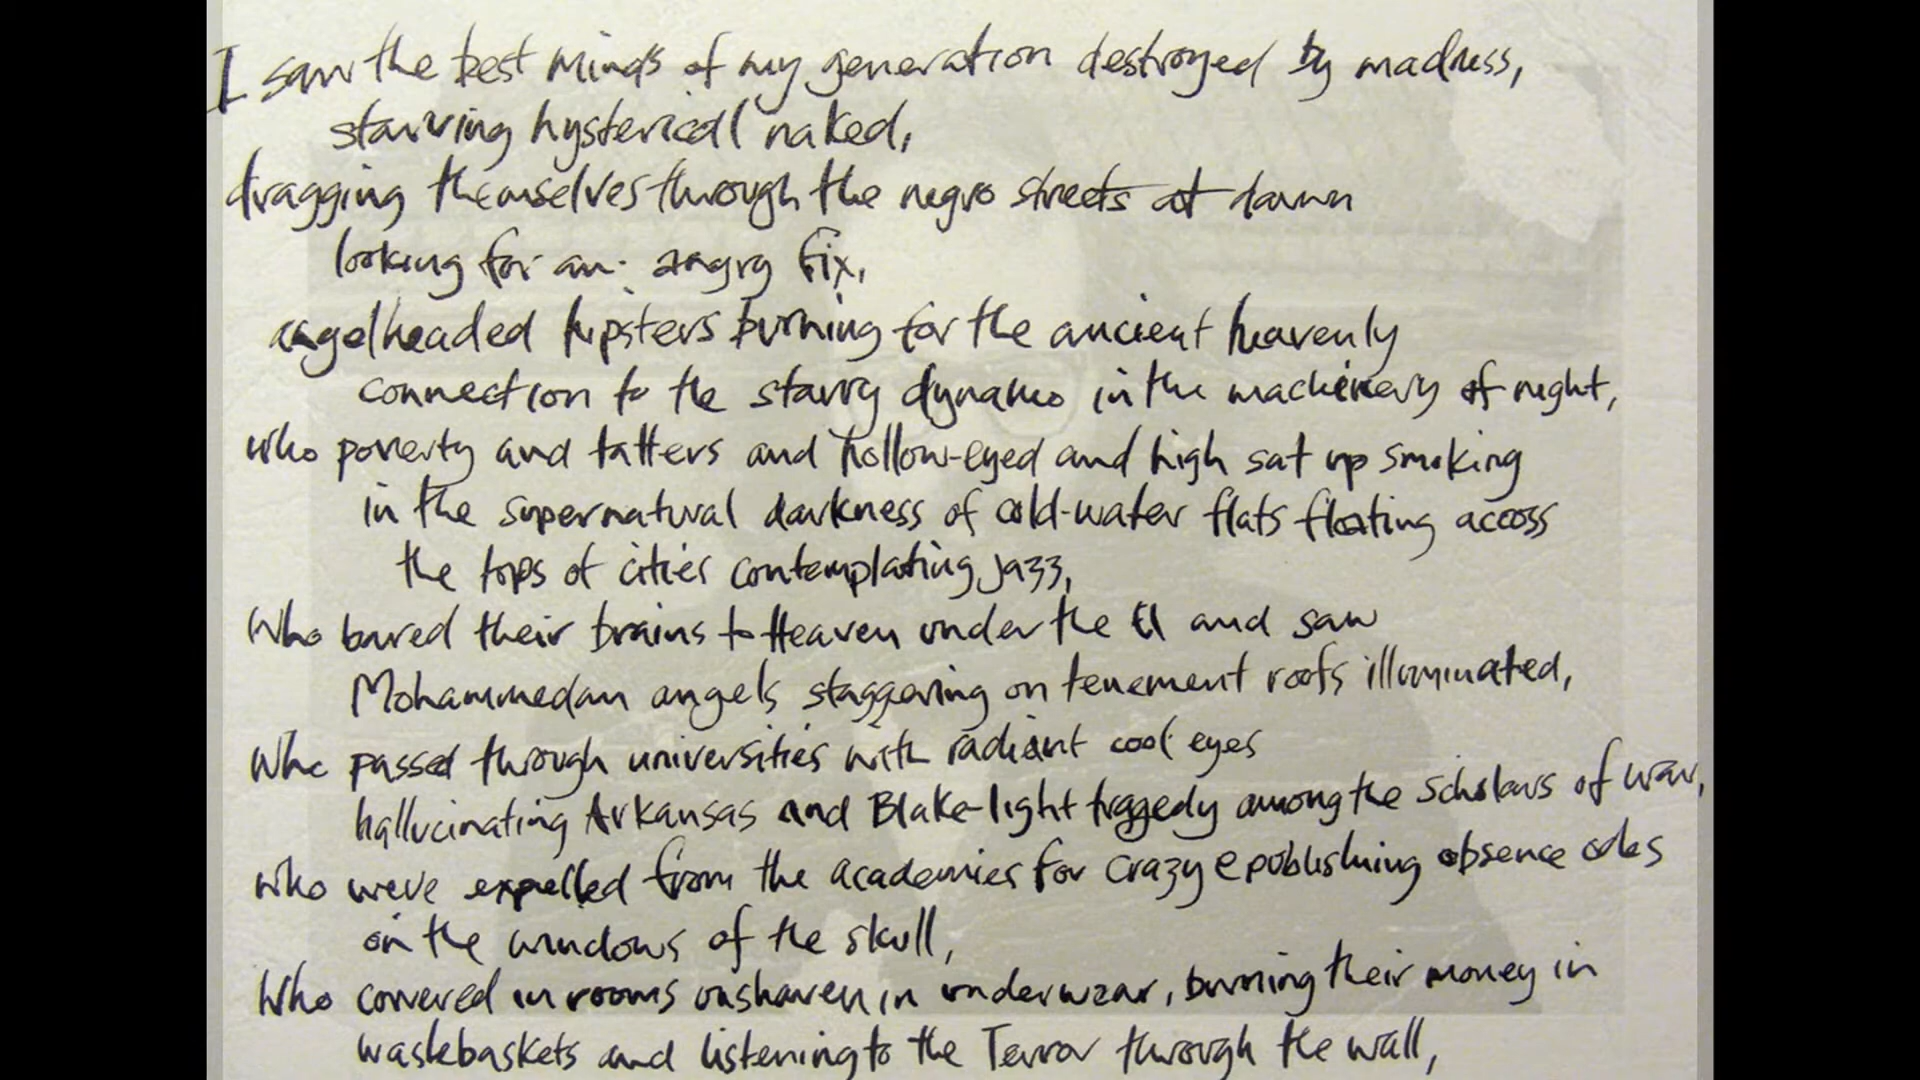 I saw the best minds of my generation destroyed by madness,
starving hysterical naked,
dragging themselves through the negro streets at dawn
looking for an angry fix,
angelheaded hipsters burning for the ancient heavenly
connection to the starry dynamo in the machinery of night,
who poverty and tatters and hollow-eyed and high sat up smoking
in the supernatural darkness of cold-water flats floating across
the tops of cities contemplating jazz,
Who bared their brains to Heaven under the El and saw
Mohammedan angels staggering on tenement roofs illuminated,
Who passed through universities with radiant cool eyes
hallucinating Arkansas and Blake-light tragedy among the scholars of war,
who were expelled from the academies for crazy & publishing obsence odes
on the windows of the skull,
Who cowered in rooms unshaven in underwear, burning their money in
wastebaskets and listening to the Terror through the wall,